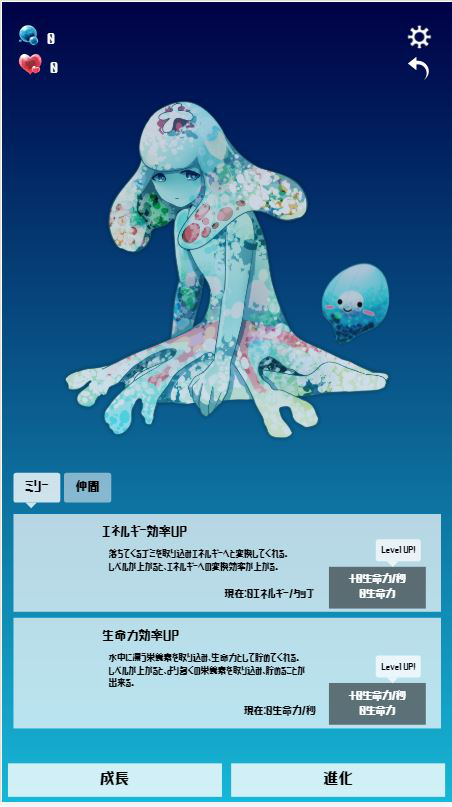 0
0
ミリー
仲間
エネルギー効率UP
落ちてくるゴミを取り込みエネルギーへと変換してくれる。
レベルが上がると、エネルギーへの変換効率が上がる。
現在:0エネルギー/タップ
Level UP!
+0生命力/秒
0生命力
生命力効率UP
水中に漂う栄養素を取り込み、生命力として貯めてくれる。
レベルが上がると、より多くの栄養素を取り込み、貯めることが
出来る。
現在:0生命力/秒
Level UP!
+0生命力/秒
0生命力
成長
進化